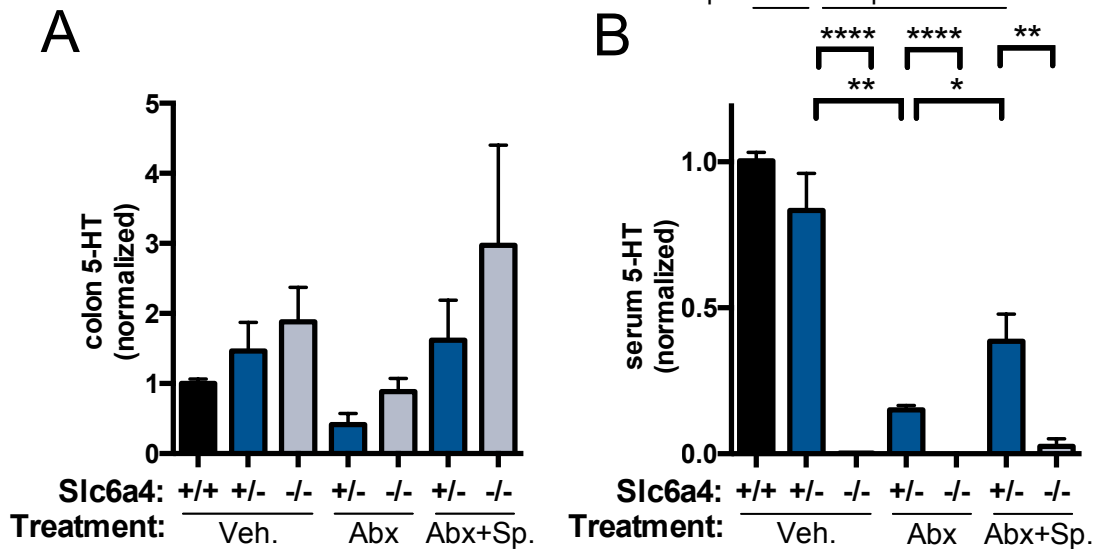 A
5
4
3
2
1
0
colon 5-HT
(normalized)
Slc6a4: +/+ +/- -/- +/- -/- +/- -/-
Treatment: Veh. Abx Abx+Sp.
B
**** **** **
** *
1.0
0.5
0.0
serum 5-HT
(normalized)
Slc6a4: +/+ +/- -/- +/- -/- +/- -/-
Treatment: Veh. Abx Abx+Sp.